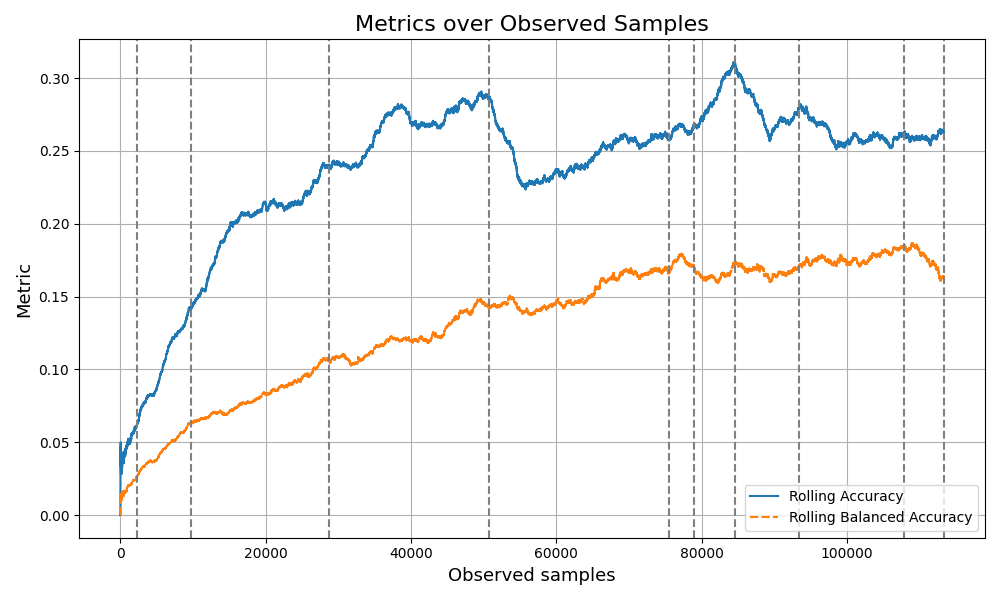 Metrics over Observed Samples
Metric
0.30
0.25
0.20
0.15
0.10
0.05
0.00
0
20000
40000
60000
80000
100000
Observed samples
Rolling Accuracy
Rolling Balanced Accuracy